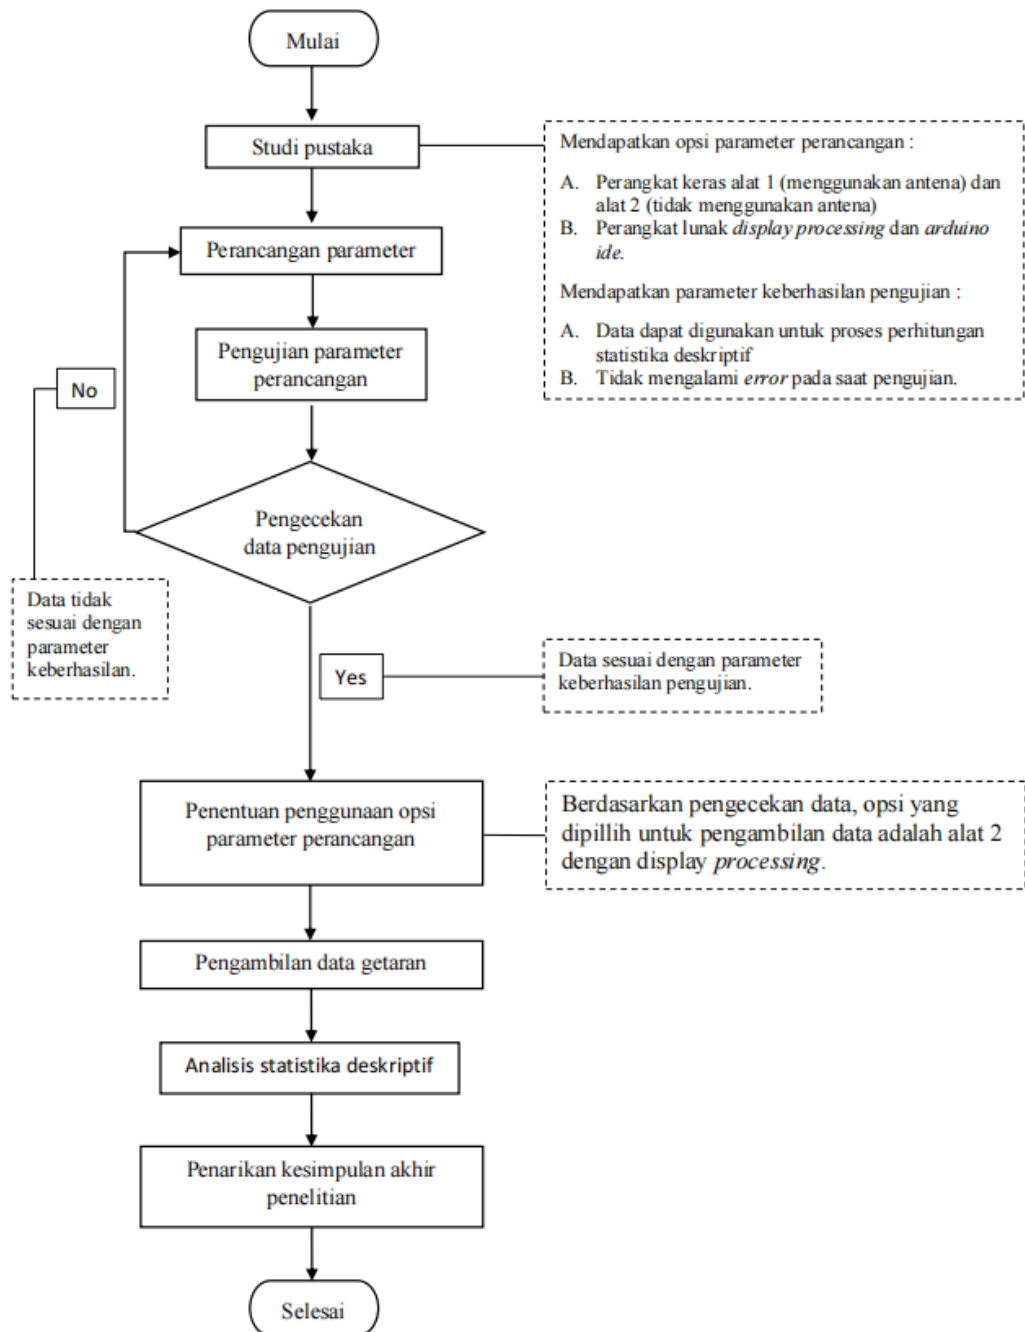 Mulai
Studi pustaka
Mendapatkan opsi parameter perancangan :
A. Perangkat keras alat 1 (menggunakan antena) dan
alat 2 (tidak menggunakan antena)
B. Perangkat lunak display processing dan arduino
ide.
Mendapatkan parameter keberhasilan pengujian :
A. Data dapat digunakan untuk proses perhitungan
statistika deskriptif
B. Tidak mengalami error pada saat pengujian.
Perancangan parameter
Pengujian parameter
perancangan
No
Pengecekan
data pengujian
Data tidak
sesuai dengan
parameter
keberhasilan.
Yes
Data sesuai dengan parameter
keberhasilan pengujian.
Penentuan penggunaan opsi
parameter perancangan
Berdasarkan pengecekan data, opsi yang
dipillih untuk pengambilan data adalah alat 2
dengan display processing.
Pengambilan data getaran
Analisis statistika deskriptif
Penarikan kesimpulan akhir
penelitian
Selesai